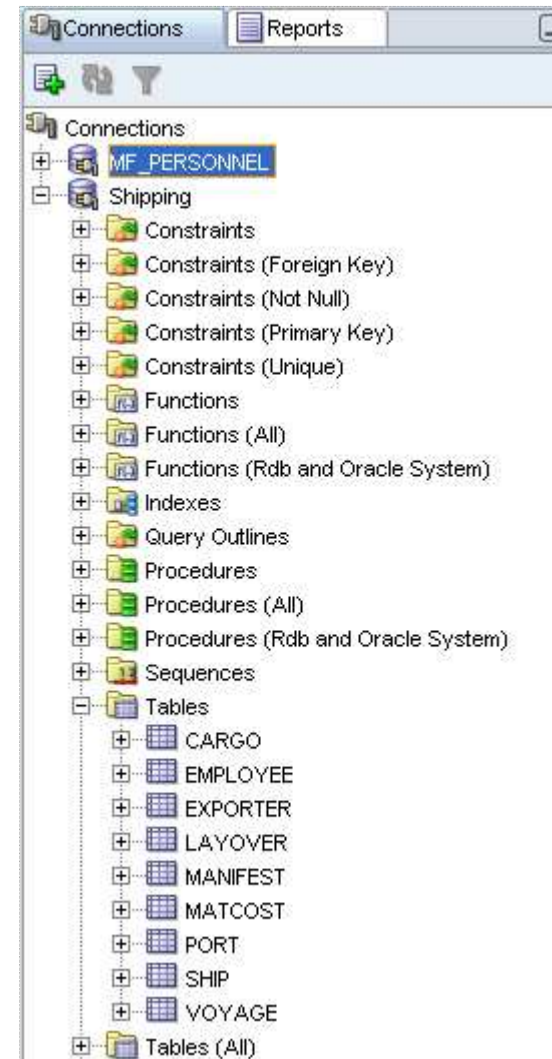 Connections
Reports
Connections
MF_PERSONNEL
Shipping
Constraints
Constraints (Foreign Key)
Constraints (Not Null)
Constraints (Primary Key)
Constraints (Unique)
Functions
Functions (All)
Functions (Rdb and Oracle System)
Indexes
Query Outlines
Procedures
Procedures (All)
Procedures (Rdb and Oracle System)
Sequences
Tables
CARGO
EMPLOYEE
EXPORTER
LAYOVER
MANIFEST
MATCOST
PORT
SHIP
VOYAGE
Tables (All)